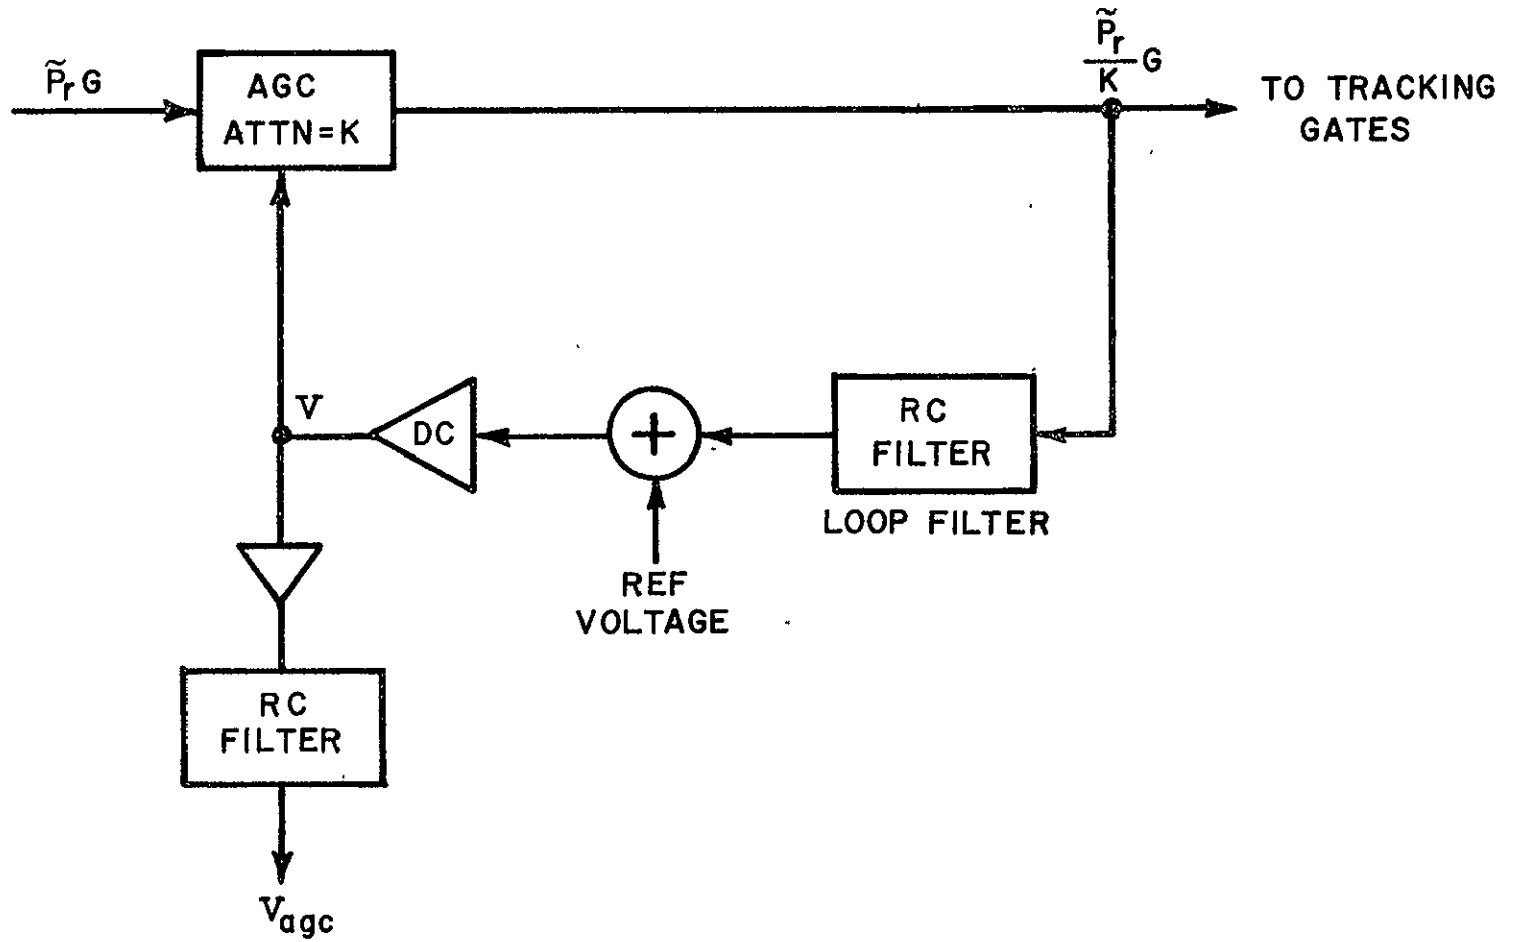 P̃r G
AGC
ATTN=K
P̃r
K
G
TO TRACKING
GATES
V
DC
+
RC
FILTER
LOOP FILTER
REF
VOLTAGE
RC
FILTER
Vagc